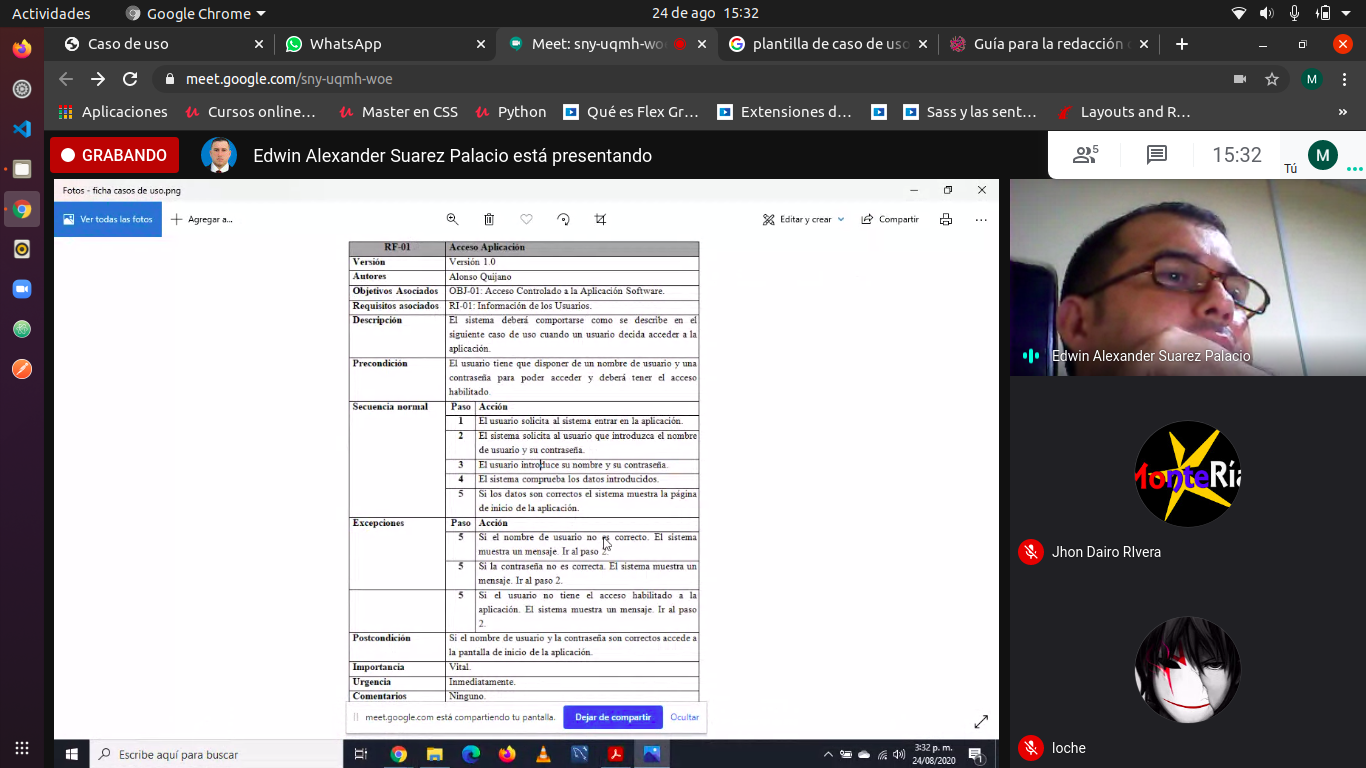 Actividades
Google Chrome
24 de ago 15:32
Caso de uso
WhatsApp
Meet: sny-uqmh-wo
plantilla de caso de uso
Guía para la redacción
meet.google.com/sny-uqmh-woe
M
Aplicaciones
Cursos online…
Master en CSS
Python
Qué es Flex Gr…
Extensiones d…
Sass y las sent…
Layouts and R…
»
GRABANDO
Edwin Alexander Suarez Palacio está presentando
5
15:32
Tú
M
Fotos - ficha casos de uso.png
Ver todas las fotos
Agregar a...
Editar y crear
Compartir
RF-01 Acceso Aplicación
Versión Versión 1.0
Autores Alonso Quijano
Objetivos Asociados OBJ-01: Acceso Controlado a la Aplicación Software.
Requisitos asociados RI-01: Información de los Usuarios.
Descripción El sistema deberá comportarse como se describe en el
siguiente caso de uso cuando un usuario decida acceder a la
aplicación.
Precondición El usuario tiene que disponer de un nombre de usuario y una
contraseña para poder acceder y deberá tener el acceso
habilitado.
Secuencia normal Paso Acción
1 El usuario solicita al sistema entrar en la aplicación.
2 El sistema solicita al usuario que introduzca el nombre
de usuario y su contraseña.
3 El usuario introduce su nombre y su contraseña.
4 El sistema comprueba los datos introducidos.
5 Si los datos son correctos el sistema muestra la página
de inicio de la aplicación.
Excepciones Paso Acción
5 Si el nombre de usuario no es correcto. El sistema
muestra un mensaje. Ir al paso 2.
5 Si la contraseña no es correcta. El sistema muestra un
mensaje. Ir al paso 2.
5 Si el usuario no tiene el acceso habilitado a la
aplicación. El sistema muestra un mensaje. Ir al paso
2.
Postcondición Si el nombre de usuario y la contraseña son correctos accede a
la pantalla de inicio de la aplicación.
Importancia Vital.
Urgencia Inmediatamente.
Comentarios Ninguno.
meet.google.com está compartiendo tu pantalla.
Dejar de compartir
Ocultar
Escribe aquí para buscar
3:32 p. m.
24/08/2020
1
Edwin Alexander Suarez Palacio
MonteRía
Jhon Dairo RIvera
loche